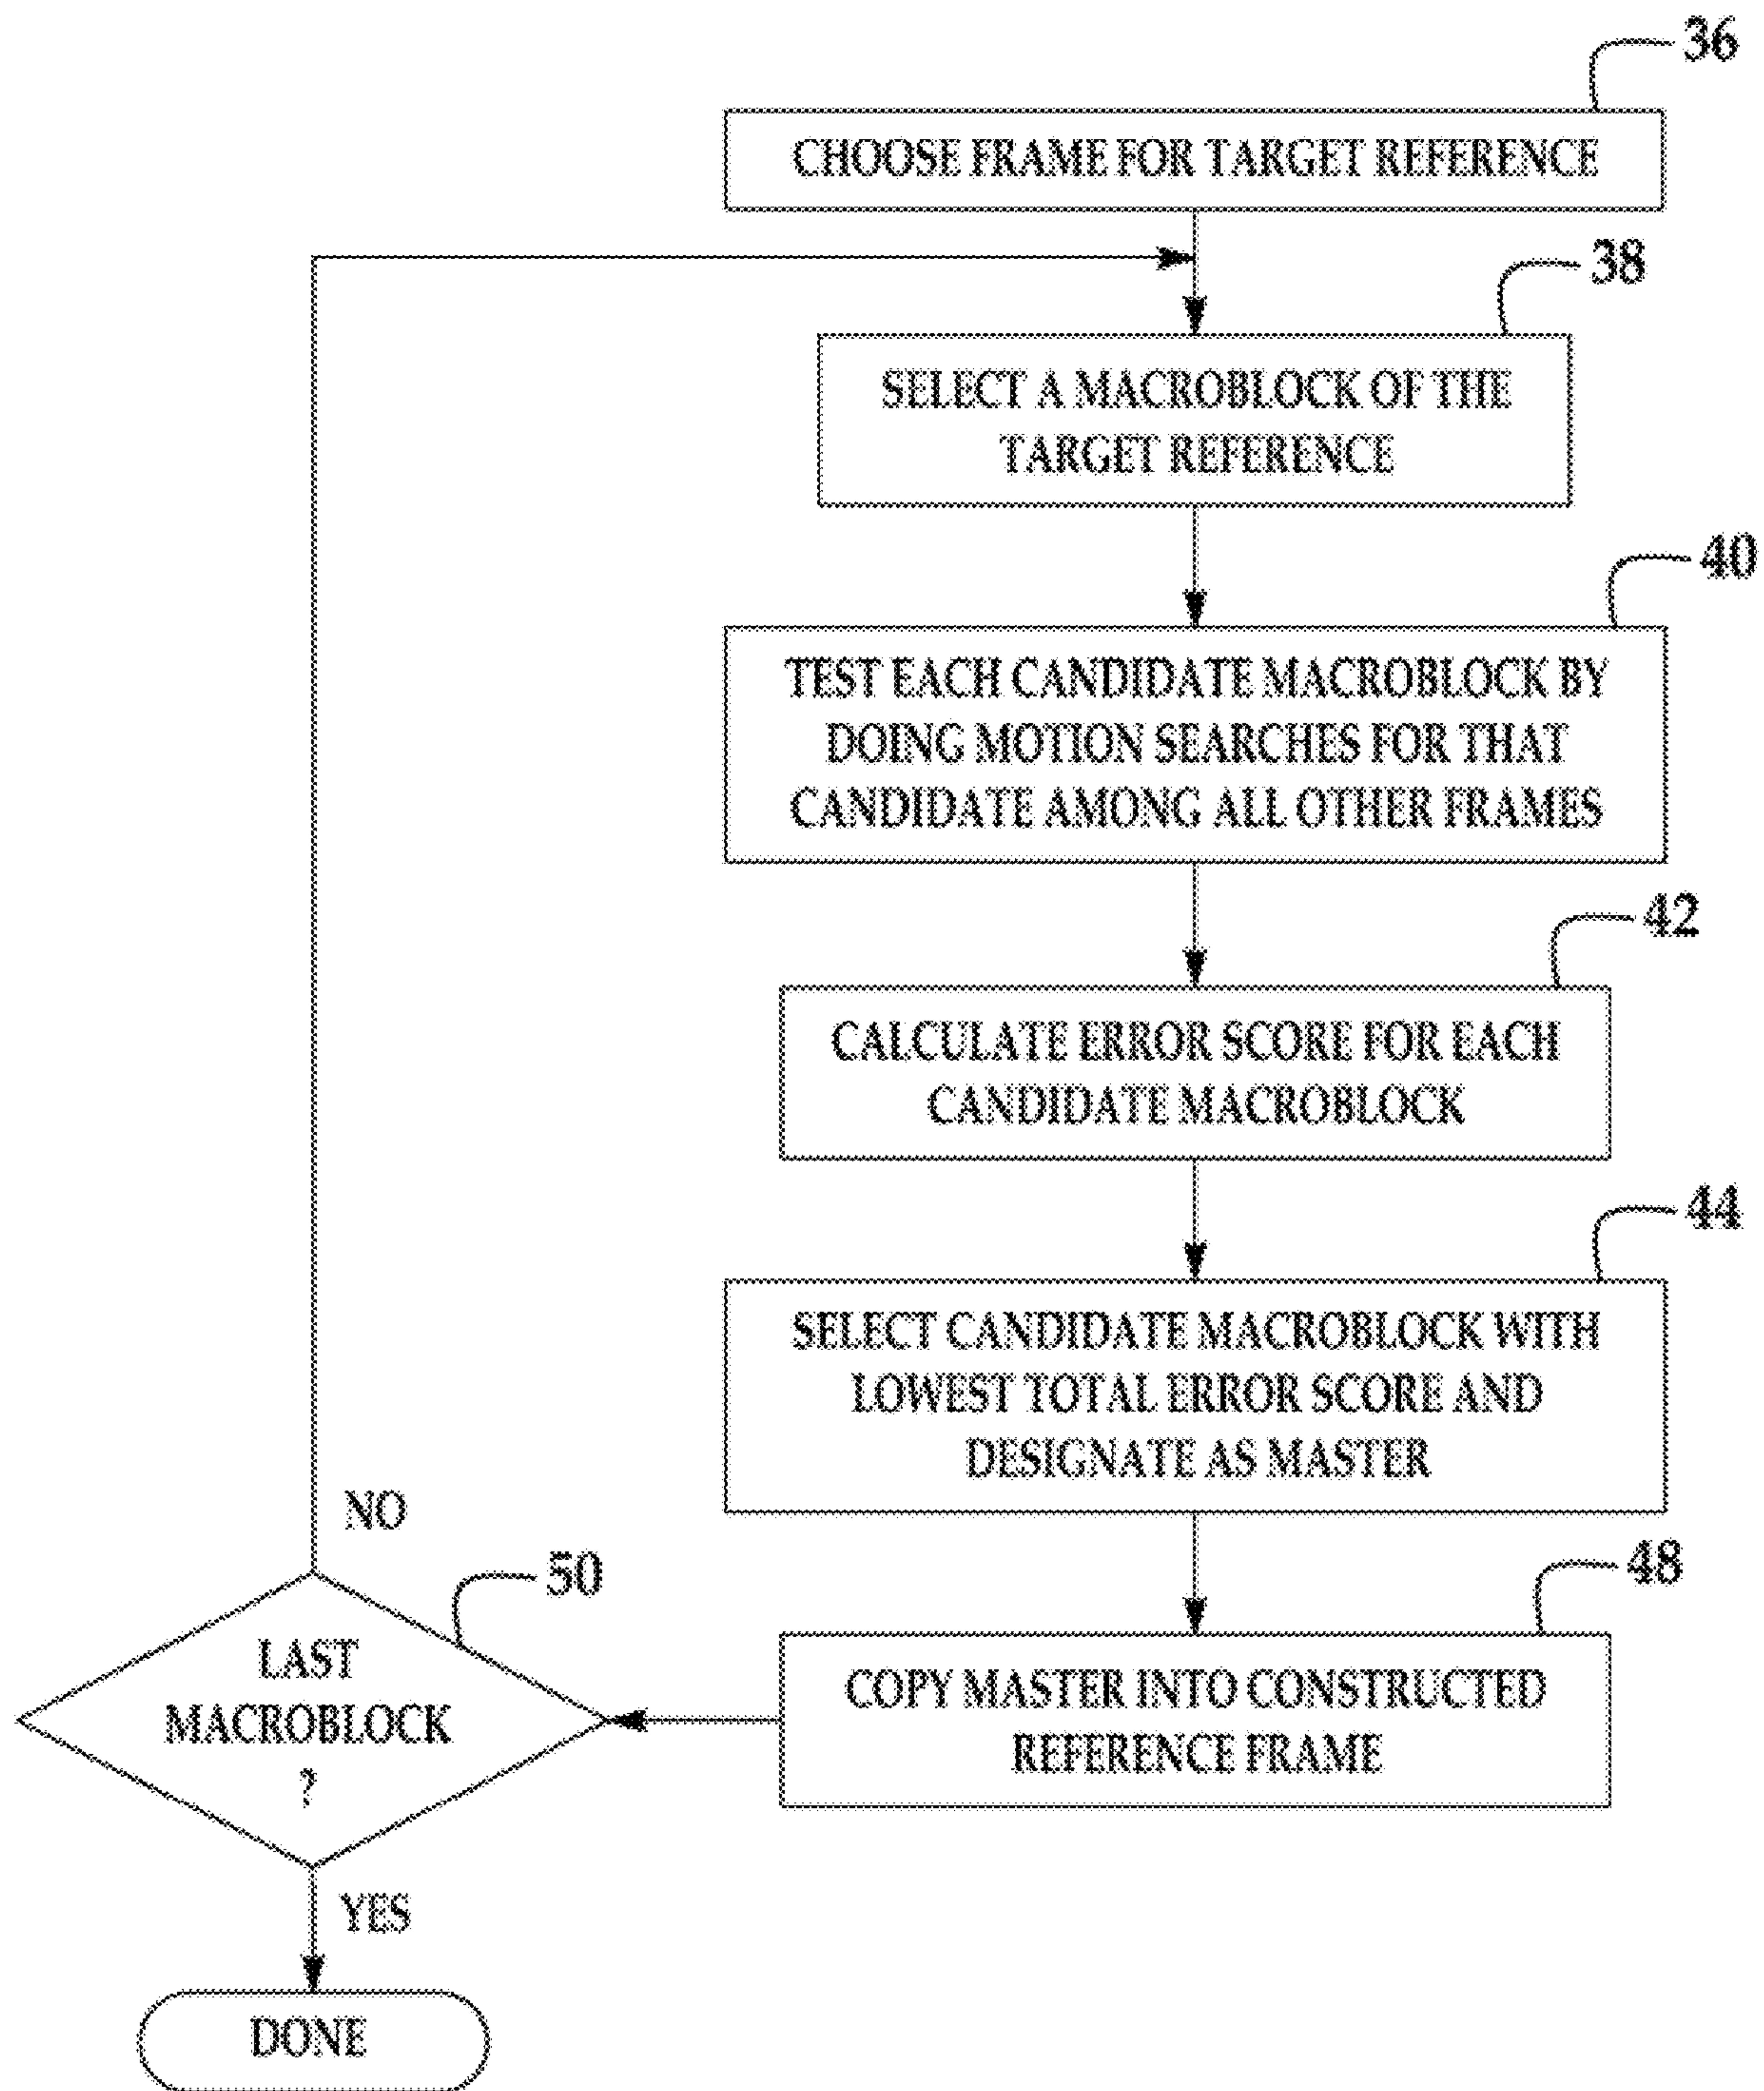 36
CHOOSE FRAME FOR TARGET REFERENCE
38
SELECT A MACROBLOCK OF THE
TARGET REFERENCE
40
TEST EACH CANDIDATE MACROBLOCK BY
DOING MOTION SEARCHES FOR THAT
CANDIDATE AMONG ALL OTHER FRAMES
42
CALCULATE ERROR SCORE FOR EACH
CANDIDATE MACROBLOCK
44
SELECT CANDIDATE MACROBLOCK WITH
LOWEST TOTAL ERROR SCORE AND
DESIGNATE AS MASTER
48
COPY MASTER INTO CONSTRUCTED
REFERENCE FRAME
NO
50
LAST
MACROBLOCK
?
YES
DONE